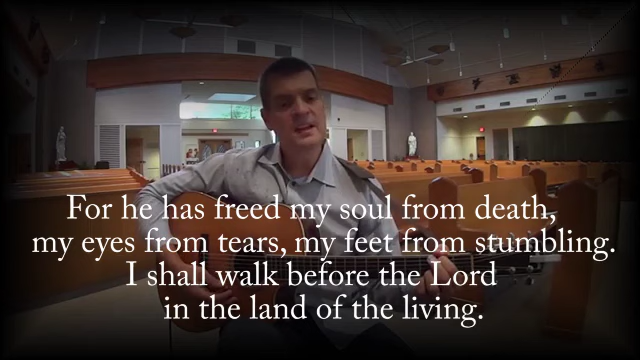 For he has freed my soul from death,
my eyes from tears, my feet from stumbling.
I shall walk before the Lord
in the land of the living.